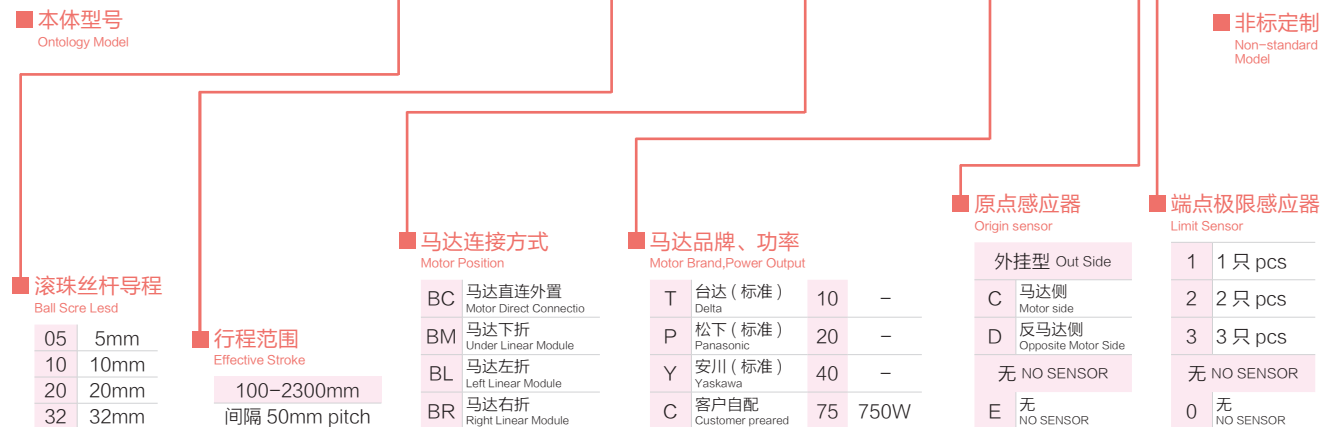 本体型号
Ontology Model
非标定制
Non-standard
Model
滚珠丝杆导程
Ball Scre Lesd
05 5mm
10 10mm
20 20mm
32 32mm
行程范围
Effective Stroke
100-2300mm
间隔 50mm pitch
马达连接方式
Motor Position
BC 马达直连外置
Motor Direct Connectio
BM 马达下折
Under Linear Module
BL 马达左折
Left Linear Module
BR 马达右折
Right Linear Module
马达品牌、功率
Motor Brand,Power Output
T 台达 ( 标准 ) 10 -
Delta
P 松下 ( 标准 ) 20 -
Panasonic
Y 安川 ( 标准 ) 40 -
Yaskawa
C 客户自配 75 750W
Customer preared
原点感应器
Origin sensor
外挂型 Out Side
C 马达侧
Motor side
D 反马达侧
Opposite Motor Side
无 NO SENSOR
E 无
NO SENSOR
端点极限感应器
Limit Sensor
1 1 只 pcs
2 2 只 pcs
3 3 只 pcs
无 NO SENSOR
0 无
NO SENSOR